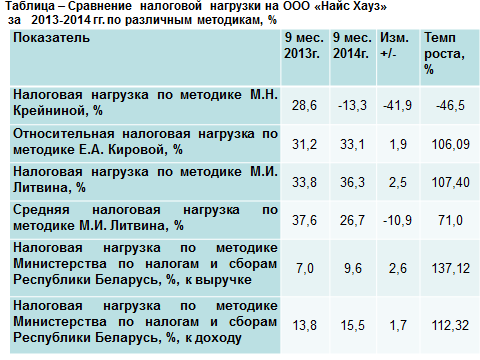 Таблица – Сравнение налоговой нагрузки на ООО «Найс Хауз»
за 2013-2014 гг. по различным методикам, %
Показатель 9 мес. 2013г. 9 мес. 2014г. Изм. +/- Темп роста, %
Налоговая нагрузка по методике М.Н.
Крейниной, % 28,6 -13,3 -41,9 -46,5
Относительная налоговая нагрузка по
методике Е.А. Кировой, % 31,2 33,1 1,9 106,09
Налоговая нагрузка по методике М.И.
Литвина, % 33,8 36,3 2,5 107,40
Средняя налоговая нагрузка по
методике М.И. Литвина, % 37,6 26,7 -10,9 71,0
Налоговая нагрузка по методике
Министерства по налогам и сборам 7,0 9,6 2,6 137,12
Республики Беларусь, %, к выручке
Налоговая нагрузка по методике
Министерства по налогам и сборам 13,8 15,5 1,7 112,32
Республики Беларусь, %, к доходу